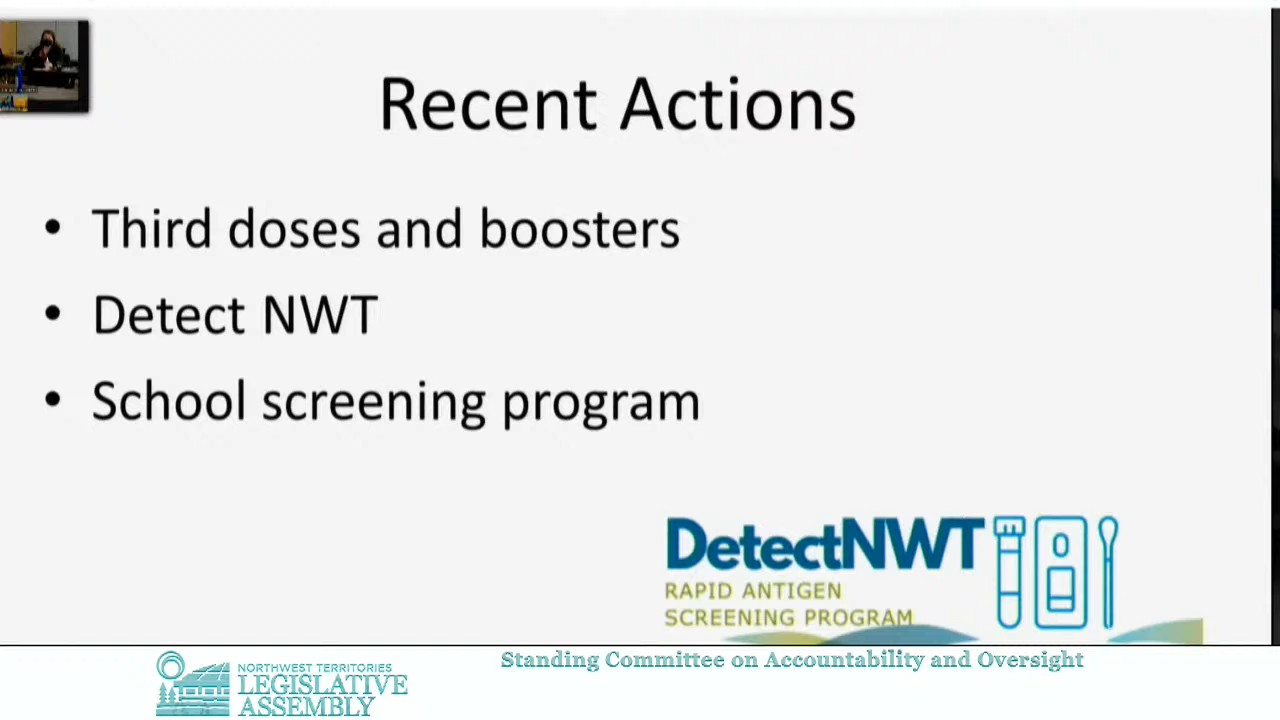 Recent Actions
• Third doses and boosters
• Detect NWT
• School screening program
DetectNWT
RAPID ANTIGEN
SCREENING PROGRAM
Standing Committee on Accountability and Oversight
NORTHWEST TERRITORIES
LEGISLATIVE
ASSEMBLY